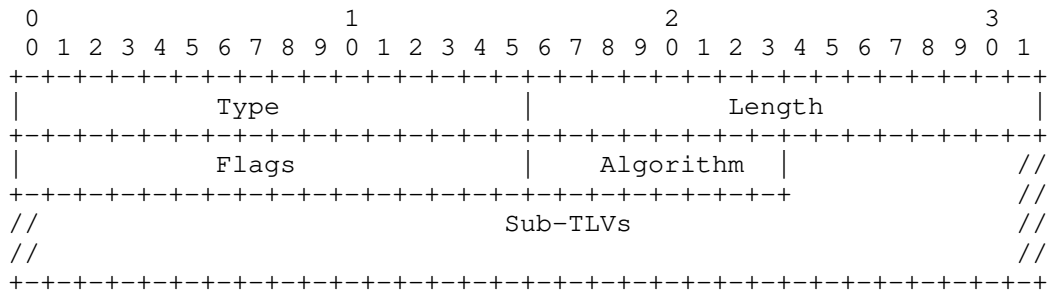 0                   1                   2                   3
0 1 2 3 4 5 6 7 8 9 0 1 2 3 4 5 6 7 8 9 0 1 2 3 4 5 6 7 8 9 0 1
+-+-+-+-+-+-+-+-+-+-+-+-+-+-+-+-+-+-+-+-+-+-+-+-+-+-+-+-+-+-+-+-+
|            Type               |            Length             |
+-+-+-+-+-+-+-+-+-+-+-+-+-+-+-+-+-+-+-+-+-+-+-+-+-+-+-+-+-+-+-+-+
|            Flags              |   Algorithm   |              //
+-+-+-+-+-+-+-+-+-+-+-+-+-+-+-+-+-+-+-+-+-+-+-+-+              //
//                             Sub-TLVs                        //
//                                                             //
+-+-+-+-+-+-+-+-+-+-+-+-+-+-+-+-+-+-+-+-+-+-+-+-+-+-+-+-+-+-+-+-+